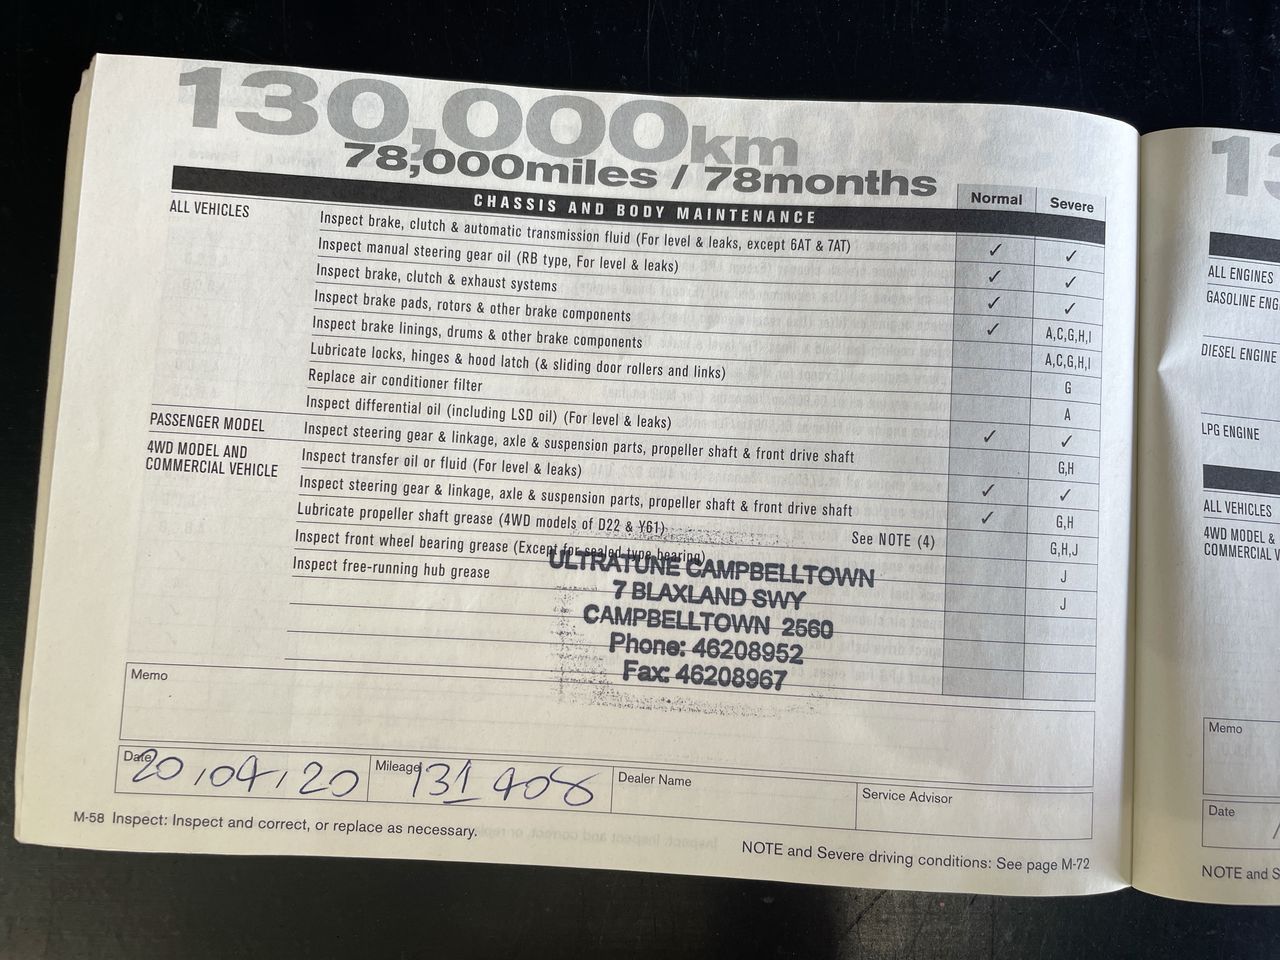 130,000km
78,000miles / 78months
CHASSIS AND BODY MAINTENANCE Normal Severe
ALL VEHICLES Inspect brake, clutch & automatic transmission fluid (For level & leaks, except 6AT & 7AT) ✓ ✓
Inspect manual steering gear oil (RB type, For level & leaks) ✓ ✓
Inspect brake, clutch & exhaust systems ✓ ✓
Inspect brake pads, rotors & other brake components ✓ A,C,G,H,I
Inspect brake linings, drums & other brake components A,C,G,H,I
Lubricate locks, hinges & hood latch (& sliding door rollers and links) G
Replace air conditioner filter A
Inspect differential oil (including LSD oil) (For level & leaks) ✓ ✓
PASSENGER MODEL Inspect steering gear & linkage, axle & suspension parts, propeller shaft & front drive shaft G,H
4WD MODEL AND Inspect transfer oil or fluid (For level & leaks) ✓ ✓
COMMERCIAL VEHICLE Inspect steering gear & linkage, axle & suspension parts, propeller shaft & front drive shaft ✓ G,H
Lubricate propeller shaft grease (4WD models of D22 & Y61) See NOTE (4) G,H,J
Inspect front wheel bearing grease (Except for sealed type bearing) J
Inspect free-running hub grease J
ULTRATUNE CAMPBELLTOWN
7 BLAXLAND SWY
CAMPBELLTOWN 2560
Phone: 46208952
Fax: 46208967
Memo
Date 20/04/20 Mileage 131 408 Dealer Name Service Advisor
M-58 Inspect: Inspect and correct, or replace as necessary.
NOTE and Severe driving conditions: See page M-72
13
ALL ENGINES
GASOLINE ENG
DIESEL ENGINE
LPG ENGINE
ALL VEHICLES
4WD MODEL &
COMMERCIAL V
Memo
Date
NOTE and S